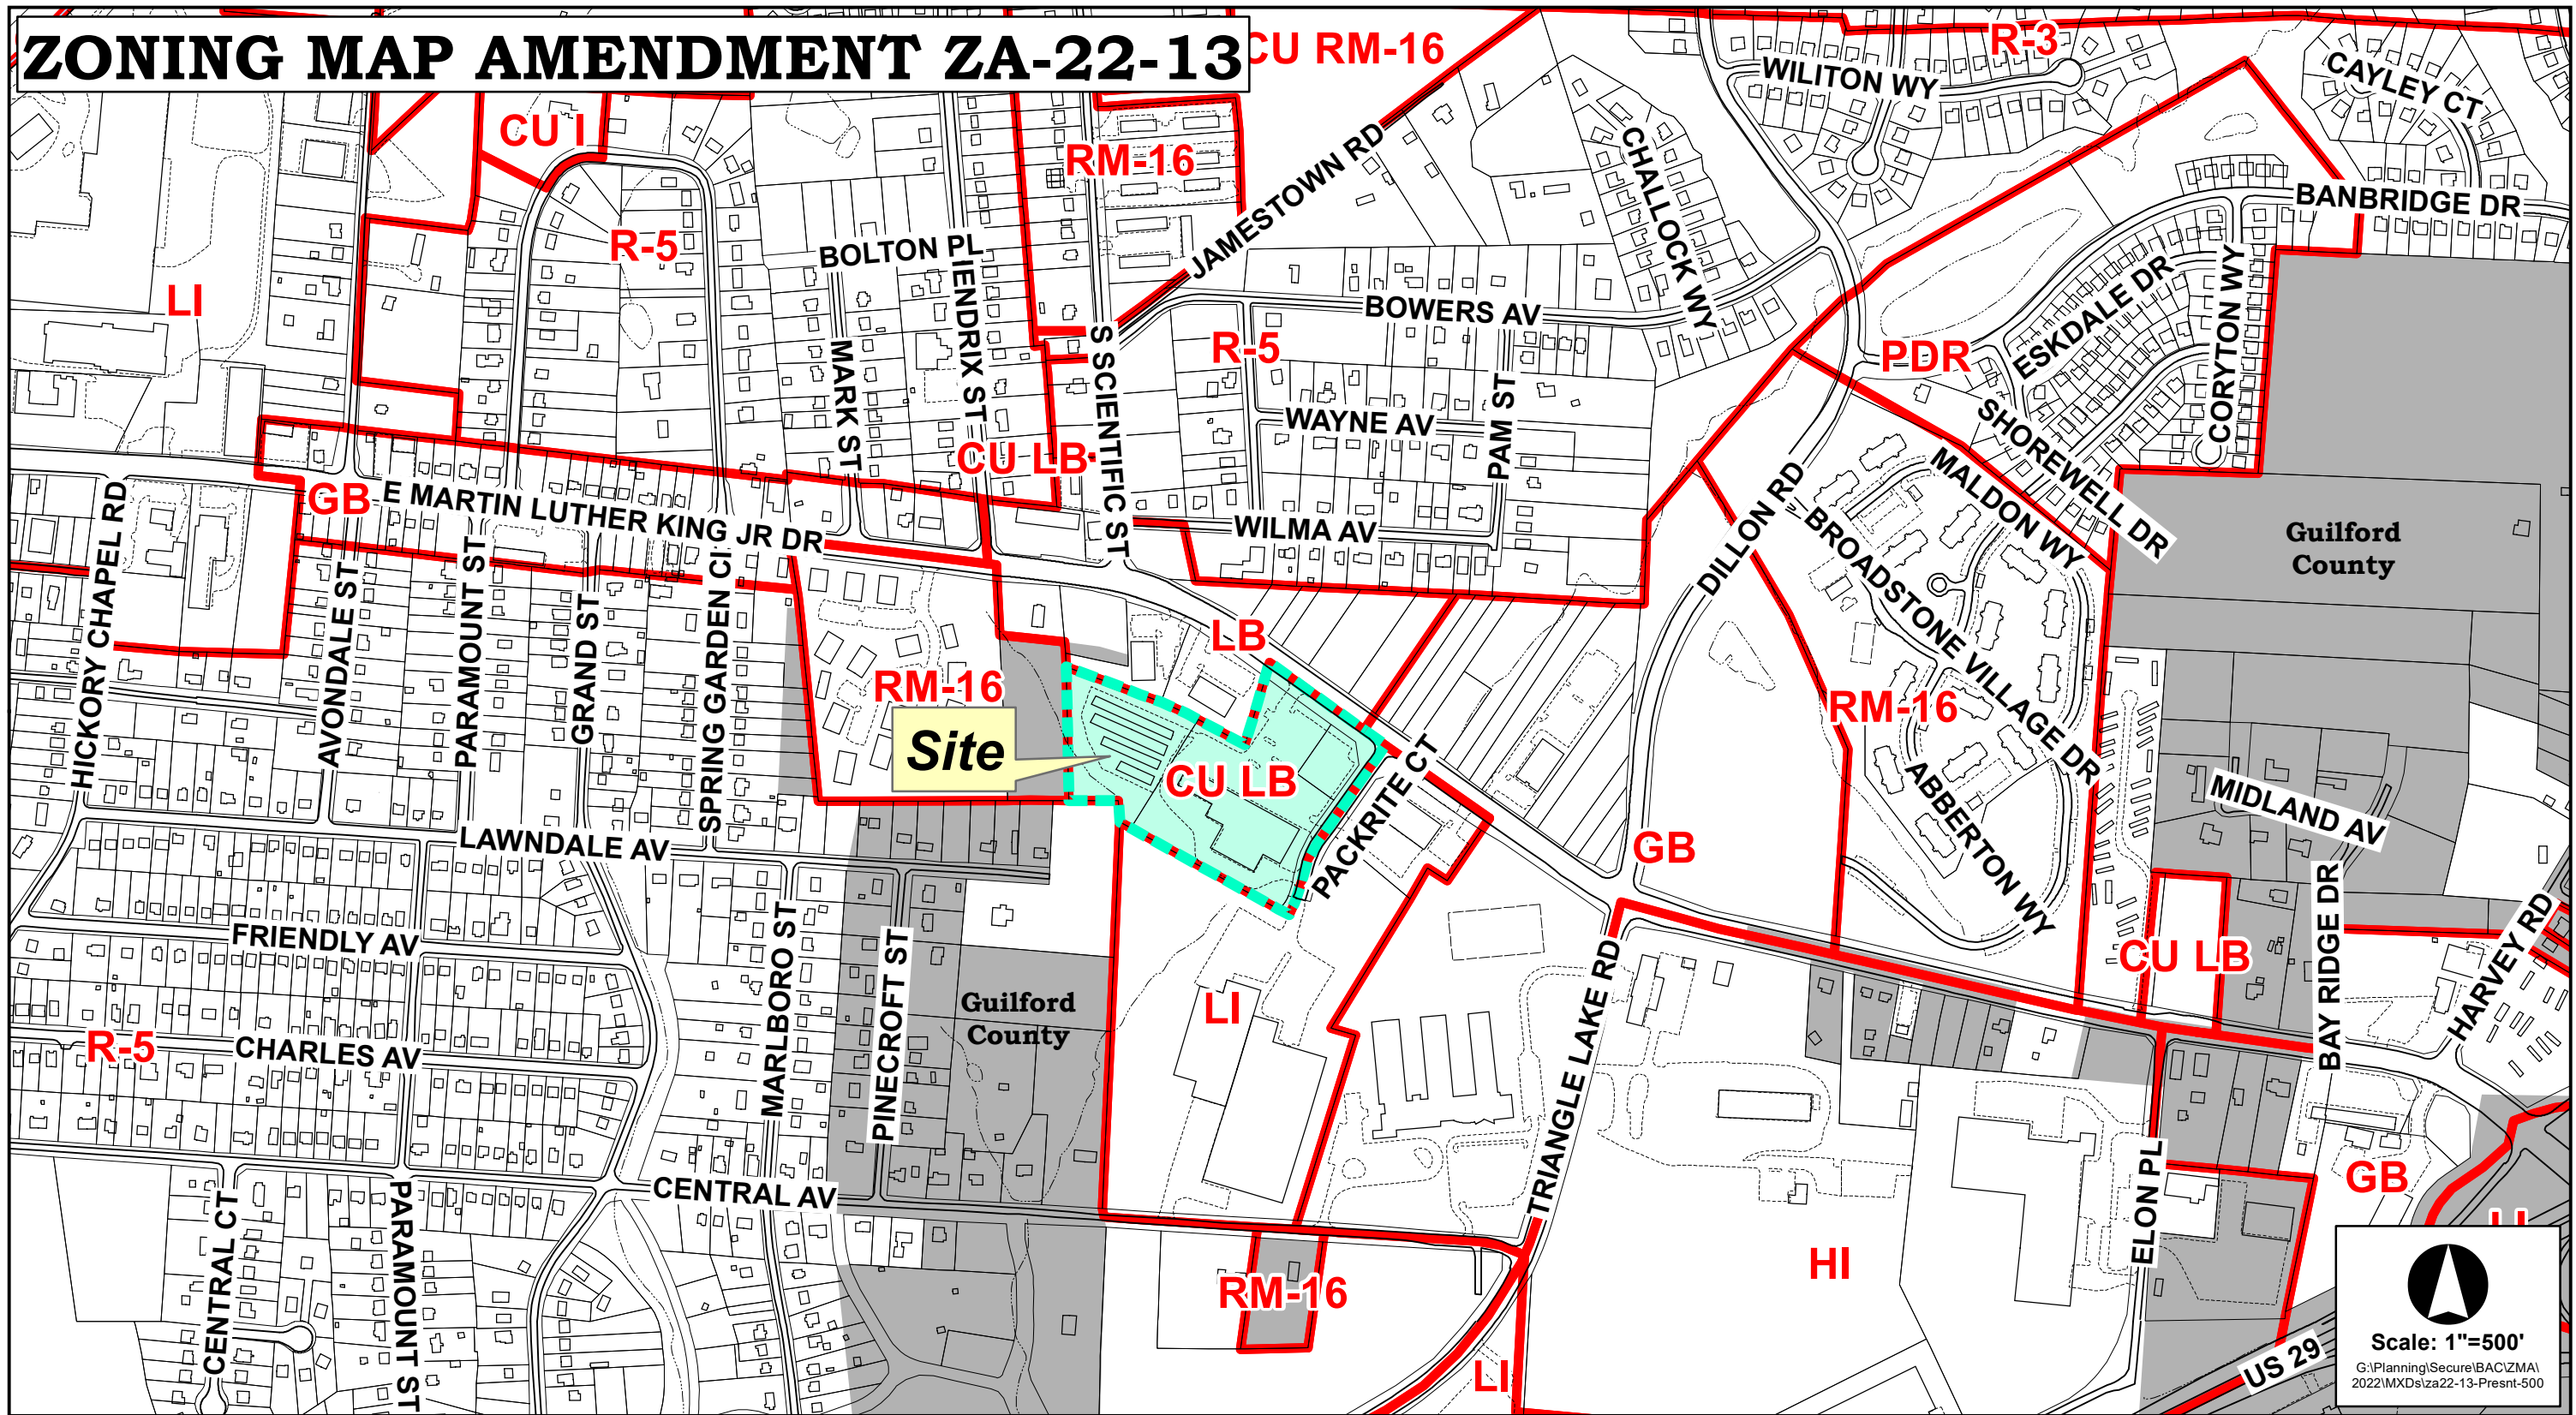 ZONING MAP AMENDMENT ZA-22-13
CU RM-16
R-3
WILITON WY
CAYLEY CT
CU I
RM-16
JAMESTOWN RD
CHALLOCK WY
BANBRIDGE DR
R-5
BOLTON PL
HENDRIX ST
LI
MARK ST
S SCIENTIFIC ST
BOWERS AV
R-5
PDR
ESKDALE DR
CORYTON WY
WAYNE AV
PAM ST
SHOREWELL DR
CU LB
MALDON WY
HICKORY CHAPEL RD
GB
E MARTIN LUTHER KING JR DR
WILMA AV
DILLON RD
BROADSTONE VILLAGE DR
Guilford
County
AVONDALE ST
PARAMOUNT ST
GRAND ST
SPRING GARDEN CI
LB
RM-16
RM-16
Site
CU LB
PACKRITE CT
ABBERTON WY
MIDLAND AV
LAWNDALE AV
GB
BAY RIDGE DR
HARVEY RD
FRIENDLY AV
MARLBORO ST
PINECROFT ST
CU LB
Guilford
County
LI
TRIANGLE LAKE RD
R-5
CHARLES AV
CENTRAL AV
ELON PL
GB
LI
CENTRAL CT
PARAMOUNT ST
RM-16
HI
LI
US 29
Scale: 1"=500'
G:\Planning\Secure\BAC\ZMA\
2022\MXDs\za22-13-Presnt-500